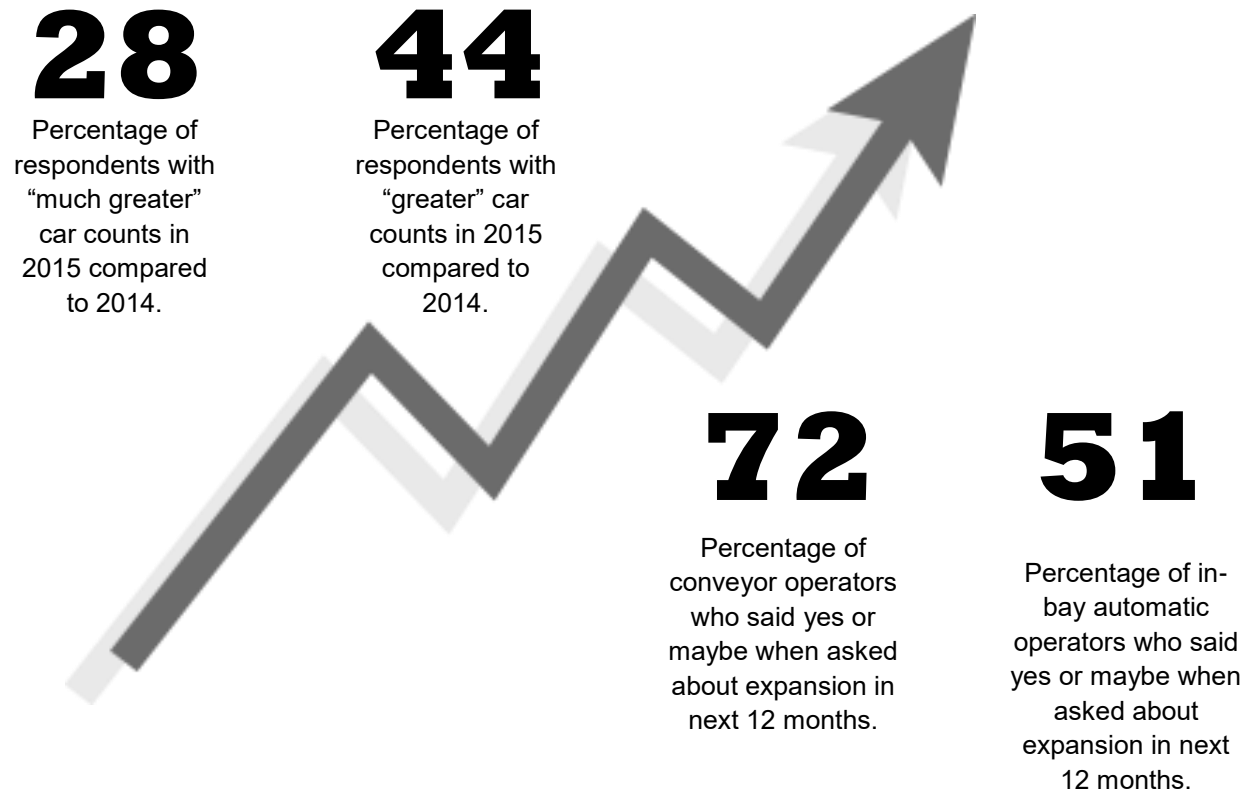 28
Percentage of
respondents with
“much greater”
car counts in
2015 compared
to 2014.
44
Percentage of
respondents with
“greater” car
counts in 2015
compared to
2014.
72
Percentage of
conveyor operators
who said yes or
maybe when asked
about expansion in
next 12 months.
51
Percentage of in-
bay automatic
operators who said
yes or maybe when
asked about
expansion in next
12 months.